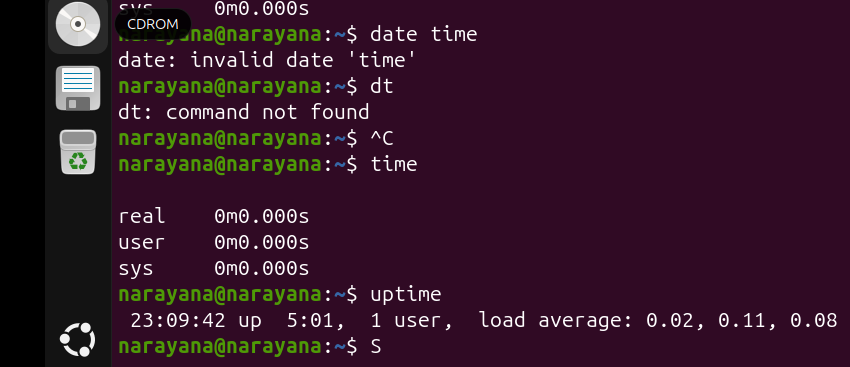 sys     0m0.000s
CDROM
narayana@narayana:~$ date time
date: invalid date 'time'
narayana@narayana:~$ dt
dt: command not found
narayana@narayana:~$ ^C
narayana@narayana:~$ time
real    0m0.000s
user    0m0.000s
sys     0m0.000s
narayana@narayana:~$ uptime
 23:09:42 up  5:01,  1 user,  load average: 0.02, 0.11, 0.08
narayana@narayana:~$ S